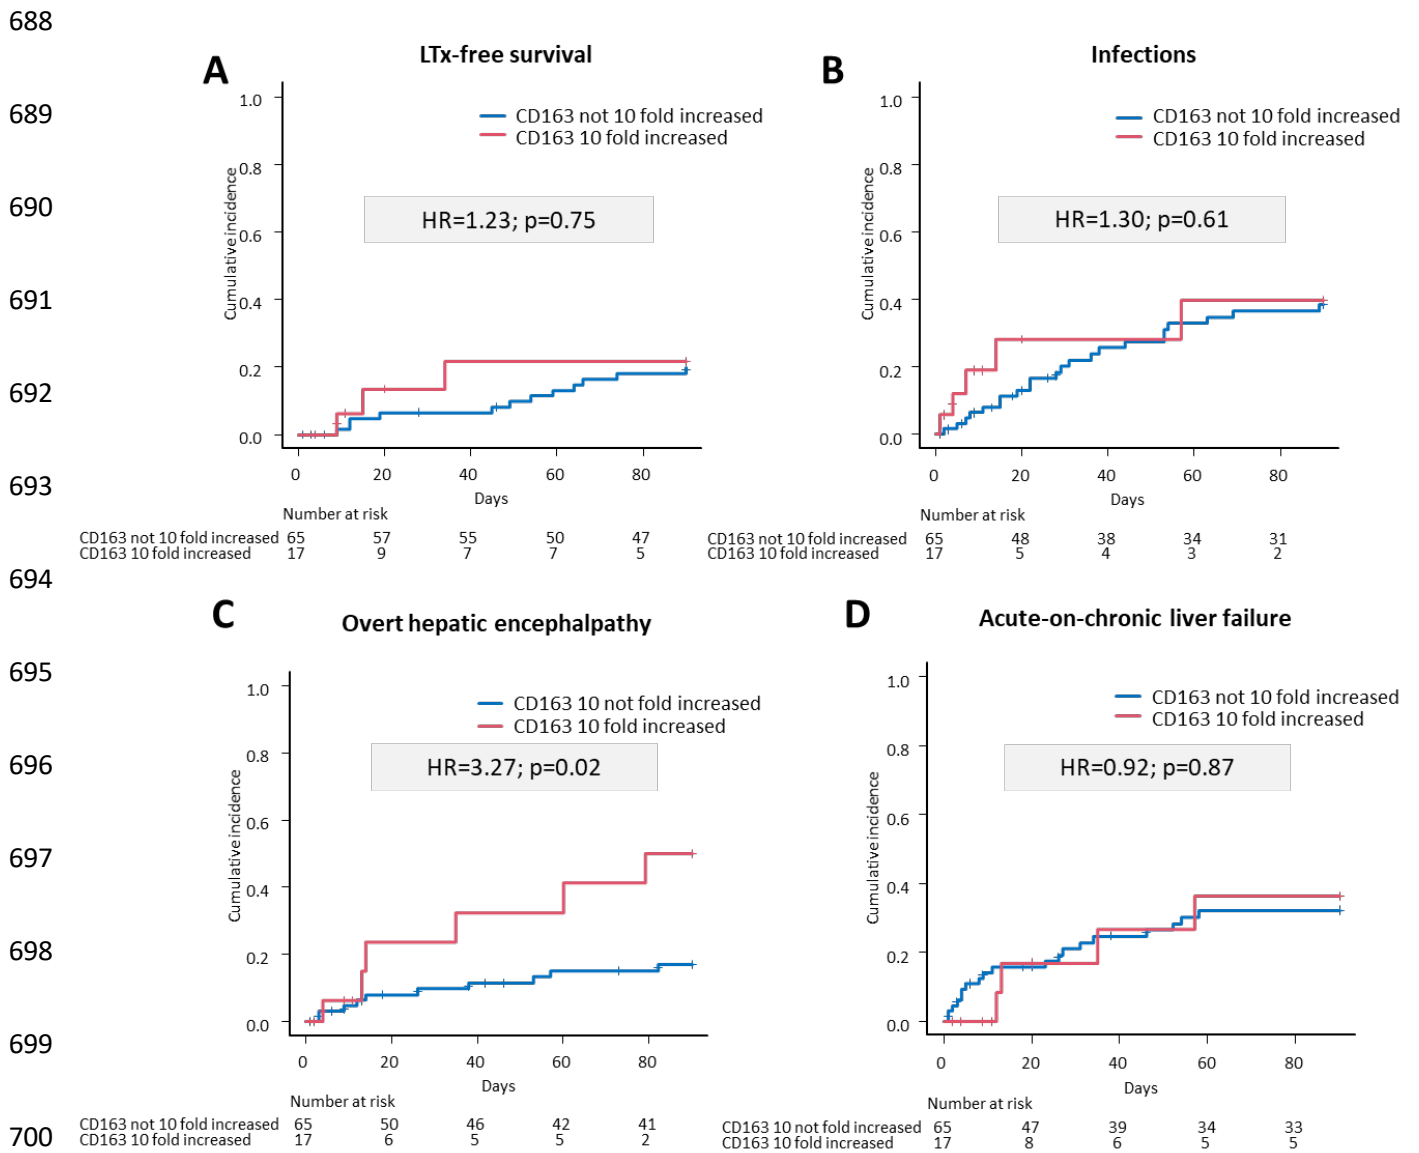 688
A
LTx-free survival
1.0
0.8
0.6
0.4
0.2
0.0
Cumulative incidence
CD163 not 10 fold increased
CD163 10 fold increased
HR=1.23; p=0.75
0 20 40 60 80
Days
Number at risk
CD163 not 10 fold increased 65 57 55 50 47
CD163 10 fold increased 17 9 7 7 5
B
Infections
1.0
0.8
0.6
0.4
0.2
0.0
Cumulative incidence
CD163 not 10 fold increased
CD163 10 fold increased
HR=1.30; p=0.61
0 20 40 60 80
Days
Number at risk
CD163 not 10 fold increased 65 48 38 34 31
CD163 10 fold increased 17 5 4 3 2
689
690
691
692
693
694
C
Overt hepatic encephalpathy
1.0
0.8
0.6
0.4
0.2
0.0
Cumulative incidence
CD163 10 not fold increased
CD163 10 fold increased
HR=3.27; p=0.02
0 20 40 60 80
Days
Number at risk
CD163 not 10 fold increased 65 50 46 42 41
CD163 10 fold increased 17 6 5 5 2
D
Acute-on-chronic liver failure
1.0
0.8
0.6
0.4
0.2
0.0
Cumulative incidence
CD163 not 10 fold increased
CD163 10 fold increased
HR=0.92; p=0.87
0 20 40 60 80
Days
Number at risk
CD163 not 10 fold increased 65 47 39 34 33
CD163 10 fold increased 17 8 6 5 5
695
696
697
698
699
700